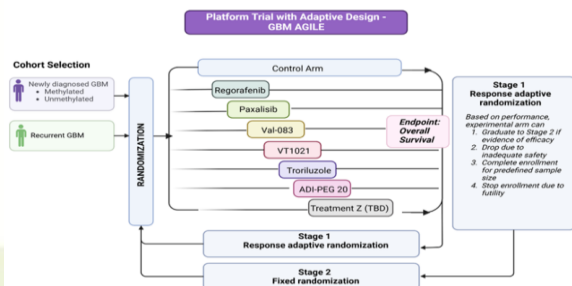 Platform Trial with Adaptive Design -
GBM AGILE
Cohort Selection
Newly diagnosed GBM
• Methylated
• Unmethylated
Recurrent GBM
RANDOMIZATION
Control Arm
Regorafenib
Paxalisib
Val-083
VT1021
Troriluzole
ADI-PEG 20
Treatment Z (TBD)
Endpoint:
Overall
Survival
Stage 1
Response adaptive
randomization
Based on performance,
experimental arm can
1. Graduate to Stage 2 if
evidence of efficacy
2. Drop due to
inadequate safety
3. Complete enrollment
for predefined sample
size
4. Stop enrollment due to
futility
Stage 1
Response adaptive randomization
Stage 2
Fixed randomization